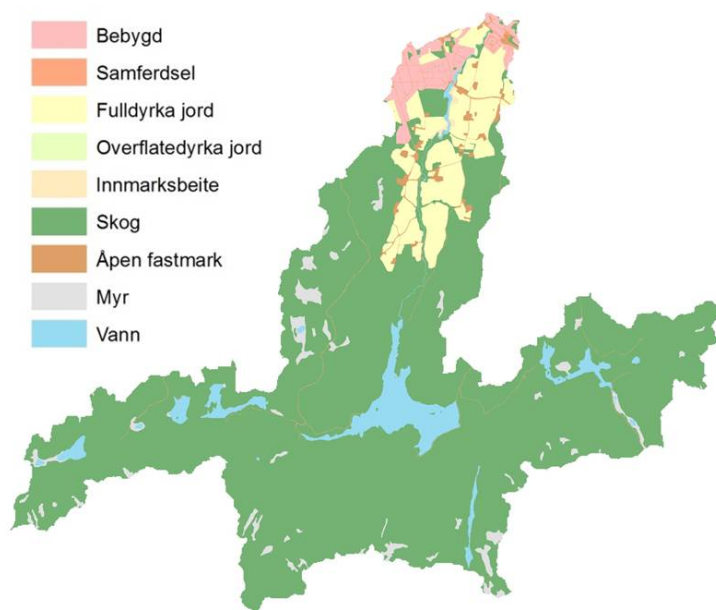 Bebygd
Samferdsel
Fulldyrka jord
Overflatedyrka jord
Innmarksbeite
Skog
Åpen fastmark
Myr
Vann